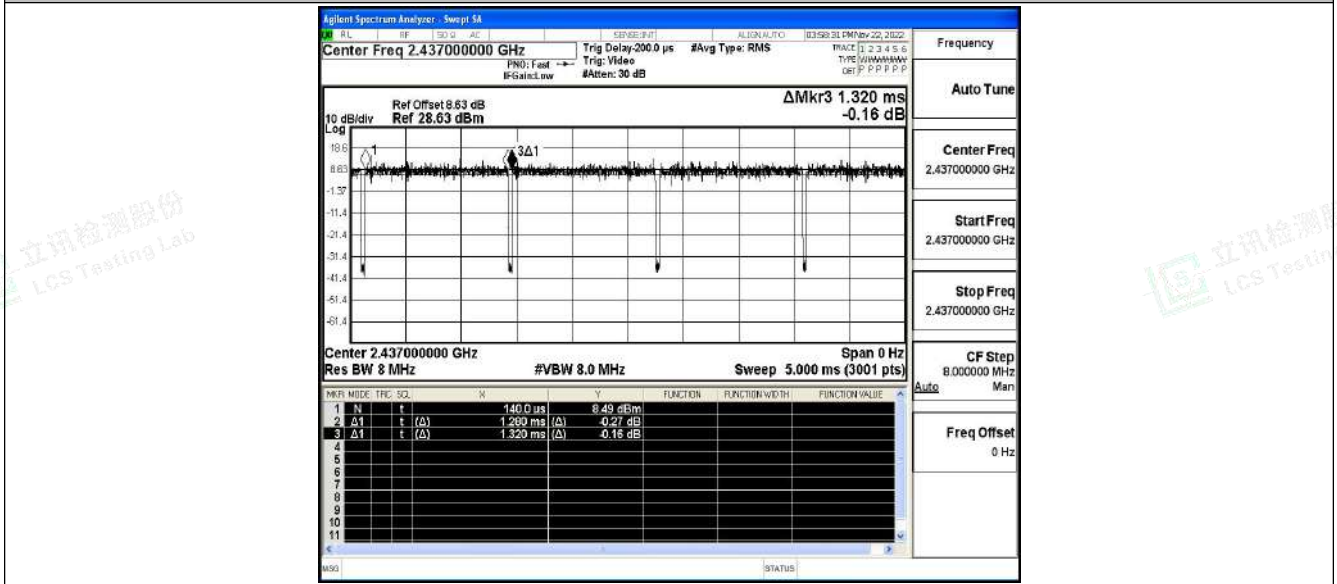 Agilent Spectrum Analyzer - Swept SA
RL RF 50 Ω AC SENSE:INT ALIGN AUTO 03:58:31 PM Nov 22, 2022
Center Freq 2.437000000 GHz
PNO: Fast
IFGain:Low
Trig Delay-200.0 µs
Trig: Video
#Atten: 30 dB
#Avg Type: RMS
TRACE 1 2 3 4 5 6
TYPE WWWWWW
DET P P P P P P
ΔMkr3 1.320 ms
-0.16 dB
Ref Offset 8.63 dB
10 dB/div Ref 28.63 dBm
Log
18.6
8.63
-1.37
-11.4
-21.4
-31.4
-41.4
-51.4
-61.4
1
3Δ1
Center 2.437000000 GHz Span 0 Hz
Res BW 8 MHz #VBW 8.0 MHz Sweep 5.000 ms (3001 pts)
MKR MODE TRC SCL X Y FUNCTION FUNCTION WIDTH FUNCTION VALUE
1 N t 140.0 us 8.49 dBm
2 Δ1 t (Δ) 1.280 ms (Δ) -0.27 dB
3 Δ1 t (Δ) 1.320 ms (Δ) -0.16 dB
4
5
6
7
8
9
10
11
MSG STATUS
Frequency
Auto Tune
Center Freq
2.437000000 GHz
Start Freq
2.437000000 GHz
Stop Freq
2.437000000 GHz
CF Step
8.000000 MHz
Auto Man
Freq Offset
0 Hz
立讯检测股份
LCS Testing Lab
立讯检测股
LCS Testin